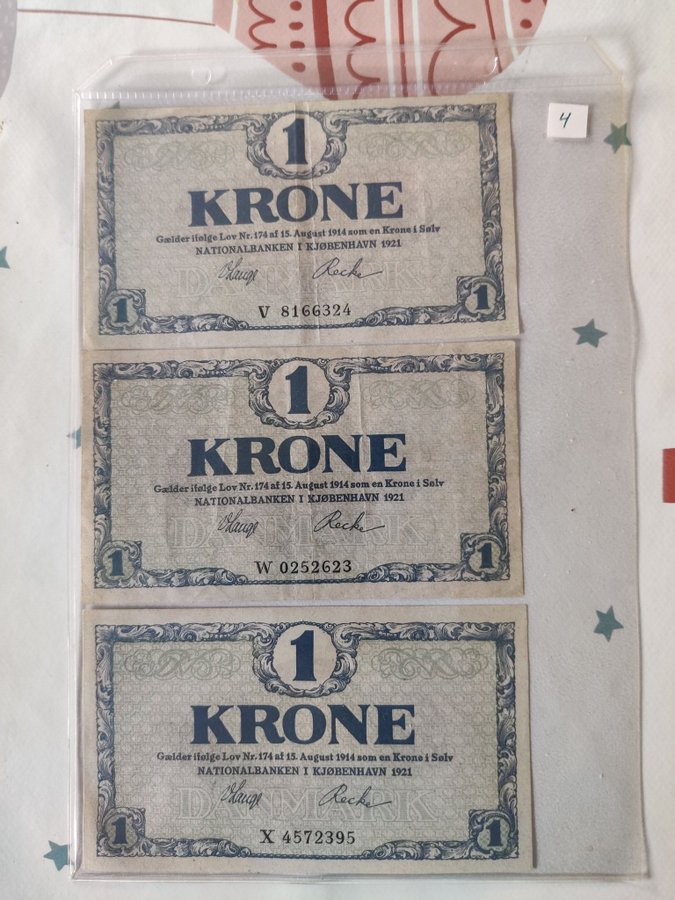 4
1
KRONE
Gælder ifølge Lov Nr. 174 af 15. August 1914 som en Krone i Sølv
NATIONALBANKEN I KJØBENHAVN 1921
V. Lange Recke
DANMARK
1 V 8166324 1
1
KRONE
Gælder ifølge Lov Nr. 174 af 15. August 1914 som en Krone i Sølv
NATIONALBANKEN I KJØBENHAVN 1921
V. Lange Recke
DANMARK
1 W 0252623 1
1
KRONE
Gælder ifølge Lov Nr. 174 af 15. August 1914 som en Krone i Sølv
NATIONALBANKEN I KJØBENHAVN 1921
V. Lange Recke
DANMARK
1 X 4572395 1